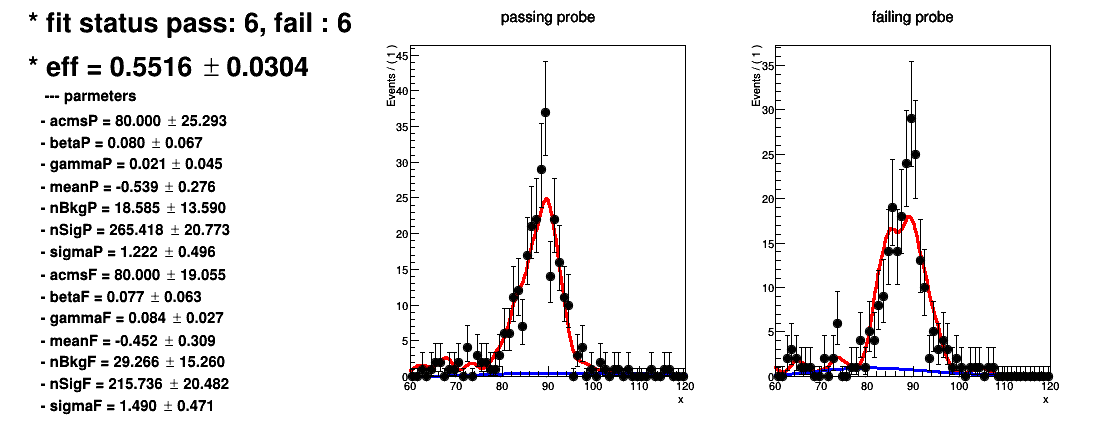 * fit status pass: 6, fail : 6
* eff = 0.5516 ± 0.0304
--- parmeters
- acmsP = 80.000 ± 25.293
- betaP = 0.080 ± 0.067
- gammaP = 0.021 ± 0.045
- meanP = -0.539 ± 0.276
- nBkgP = 18.585 ± 13.590
- nSigP = 265.418 ± 20.773
- sigmaP = 1.222 ± 0.496
- acmsF = 80.000 ± 19.055
- betaF = 0.077 ± 0.063
- gammaF = 0.084 ± 0.027
- meanF = -0.452 ± 0.309
- nBkgF = 29.266 ± 15.260
- nSigF = 215.736 ± 20.482
- sigmaF = 1.490 ± 0.471
passing probe
Events / ( 1 )
45
40
35
30
25
20
15
10
5
0
60 70 80 90 100 110 120
x
failing probe
Events / ( 1 )
35
30
25
20
15
10
5
0
60 70 80 90 100 110 120
x